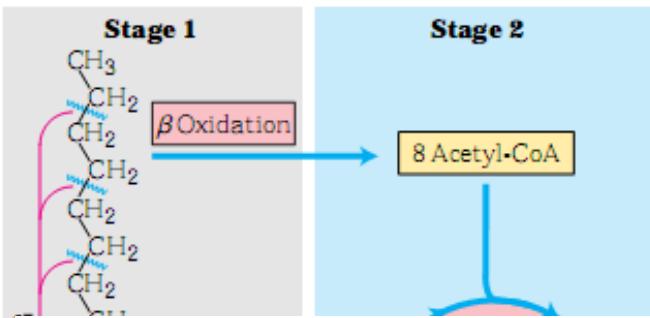 Stage 1
CH3
CH2
CH2
CH2
CH2
CH2
CH2
β Oxidation
Stage 2
8 Acetyl-CoA